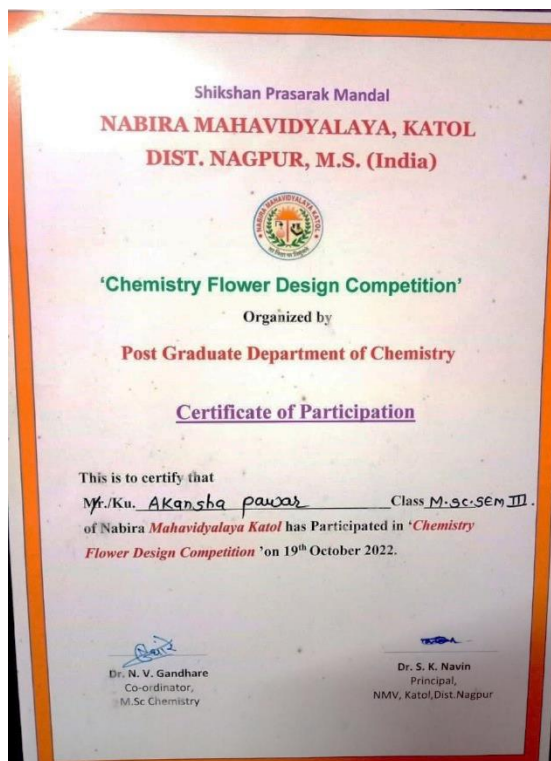 Shikshan Prasarak Mandal
NABIRA MAHAVIDYALAYA, KATOL
DIST. NAGPUR, M.S. (India)
NABIRA MAHAVIDYALAYA KATOL
'Chemistry Flower Design Competition'
Organized by
Post Graduate Department of Chemistry
Certificate of Participation
This is to certify that
Mr./Ku. AKansha pawar Class M.sc.SEM III.
of Nabira Mahavidyalaya Katol has Participated in 'Chemistry
Flower Design Competition 'on 19th October 2022.
Dr. N. V. Gandhare
Co-ordinator,
M.Sc Chemistry
Dr. S. K. Navin
Principal,
NMV, Katol,Dist.Nagpur